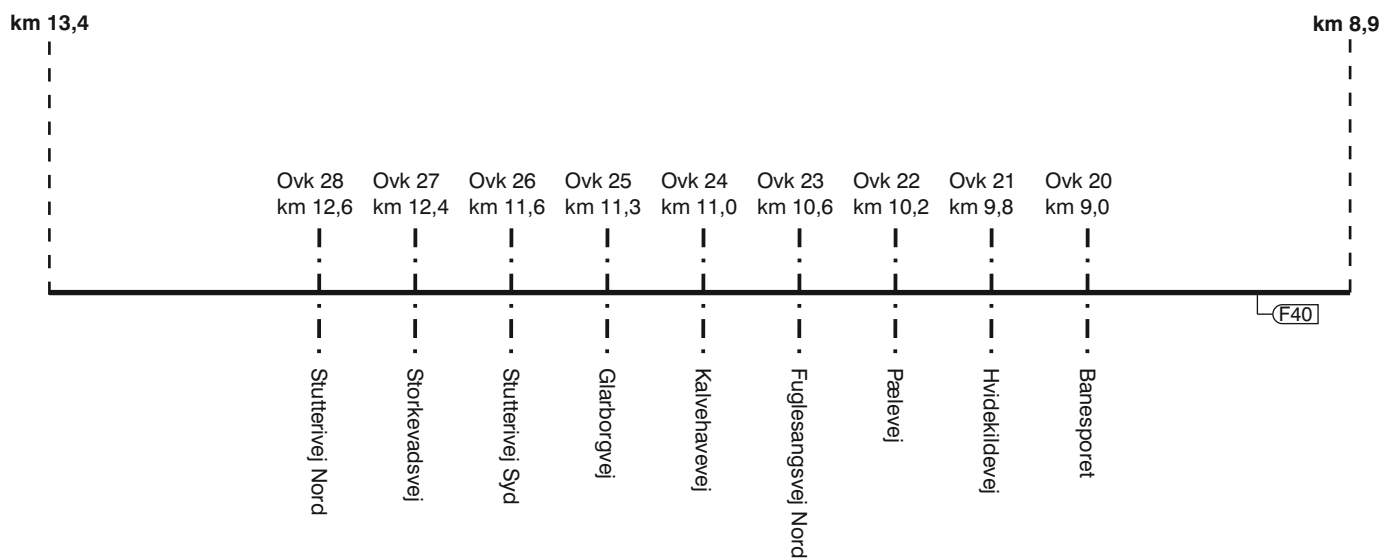 km 13,4
km 8,9
Ovk 28
km 12,6
Ovk 27
km 12,4
Ovk 26
km 11,6
Ovk 25
km 11,3
Ovk 24
km 11,0
Ovk 23
km 10,6
Ovk 22
km 10,2
Ovk 21
km 9,8
Ovk 20
km 9,0
F40
Stutterivej Nord
Storkevadsvej
Stutterivej Syd
Glarborgvej
Kalvehavevej
Fuglesangsvej Nord
Pælevej
Hvidekildevej
Banesporet